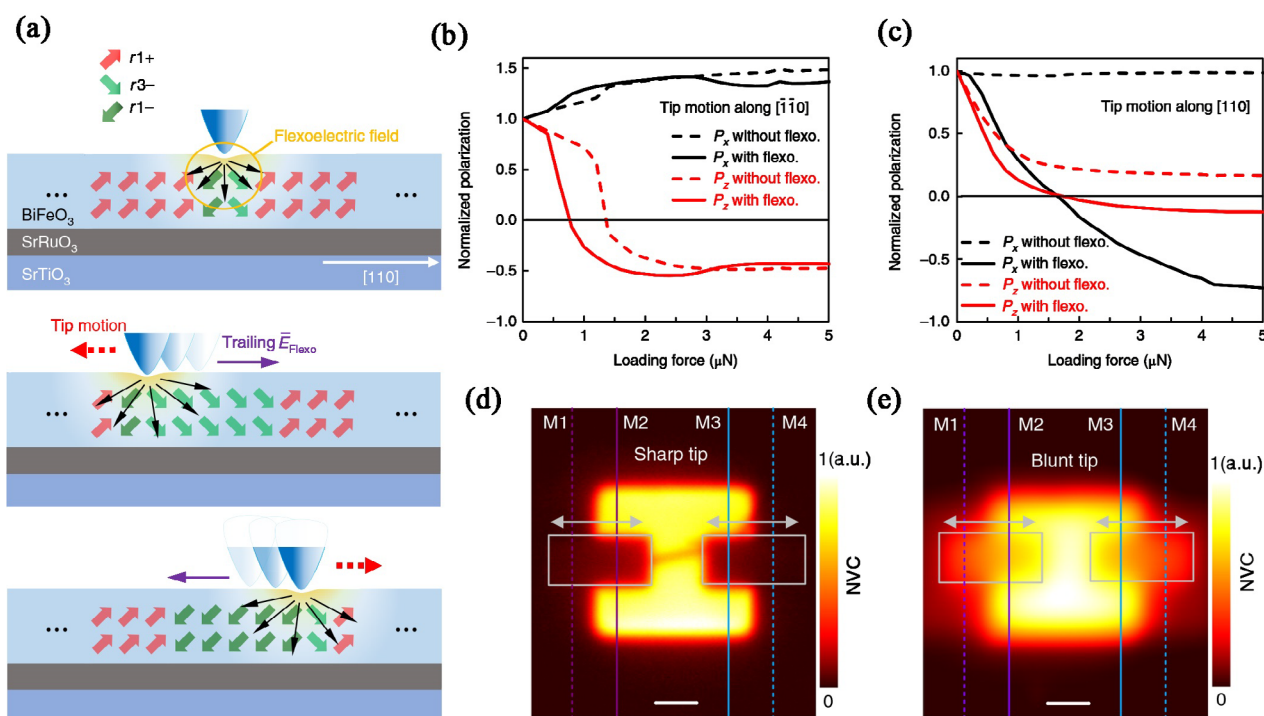 (a)
r1+
r3−
r1−
Flexoelectric field
...
...
BiFeO3
SrRuO3
SrTiO3
[110]
Tip motion
Trailing E̅Flexo
...
...
...
...
(b)
1.5
1.0
0.5
0.0
−0.5
−1.0
0 1 2 3 4 5
Normalized polarization
Loading force (μN)
Tip motion along [1̅1̅0]
Px without flexo.
Px with flexo.
Pz without flexo.
Pz with flexo.
(c)
1.0
0.5
0
−0.5
−1.0
0 1 2 3 4 5
Normalized polarization
Loading force (μN)
Tip motion along [110]
Px without flexo.
Px with flexo.
Pz without flexo.
Pz with flexo.
(d)
M1 M2 M3 M4
Sharp tip
1(a.u.)
NVC
0
(e)
M1 M2 M3 M4
Blunt tip
1(a.u.)
NVC
0